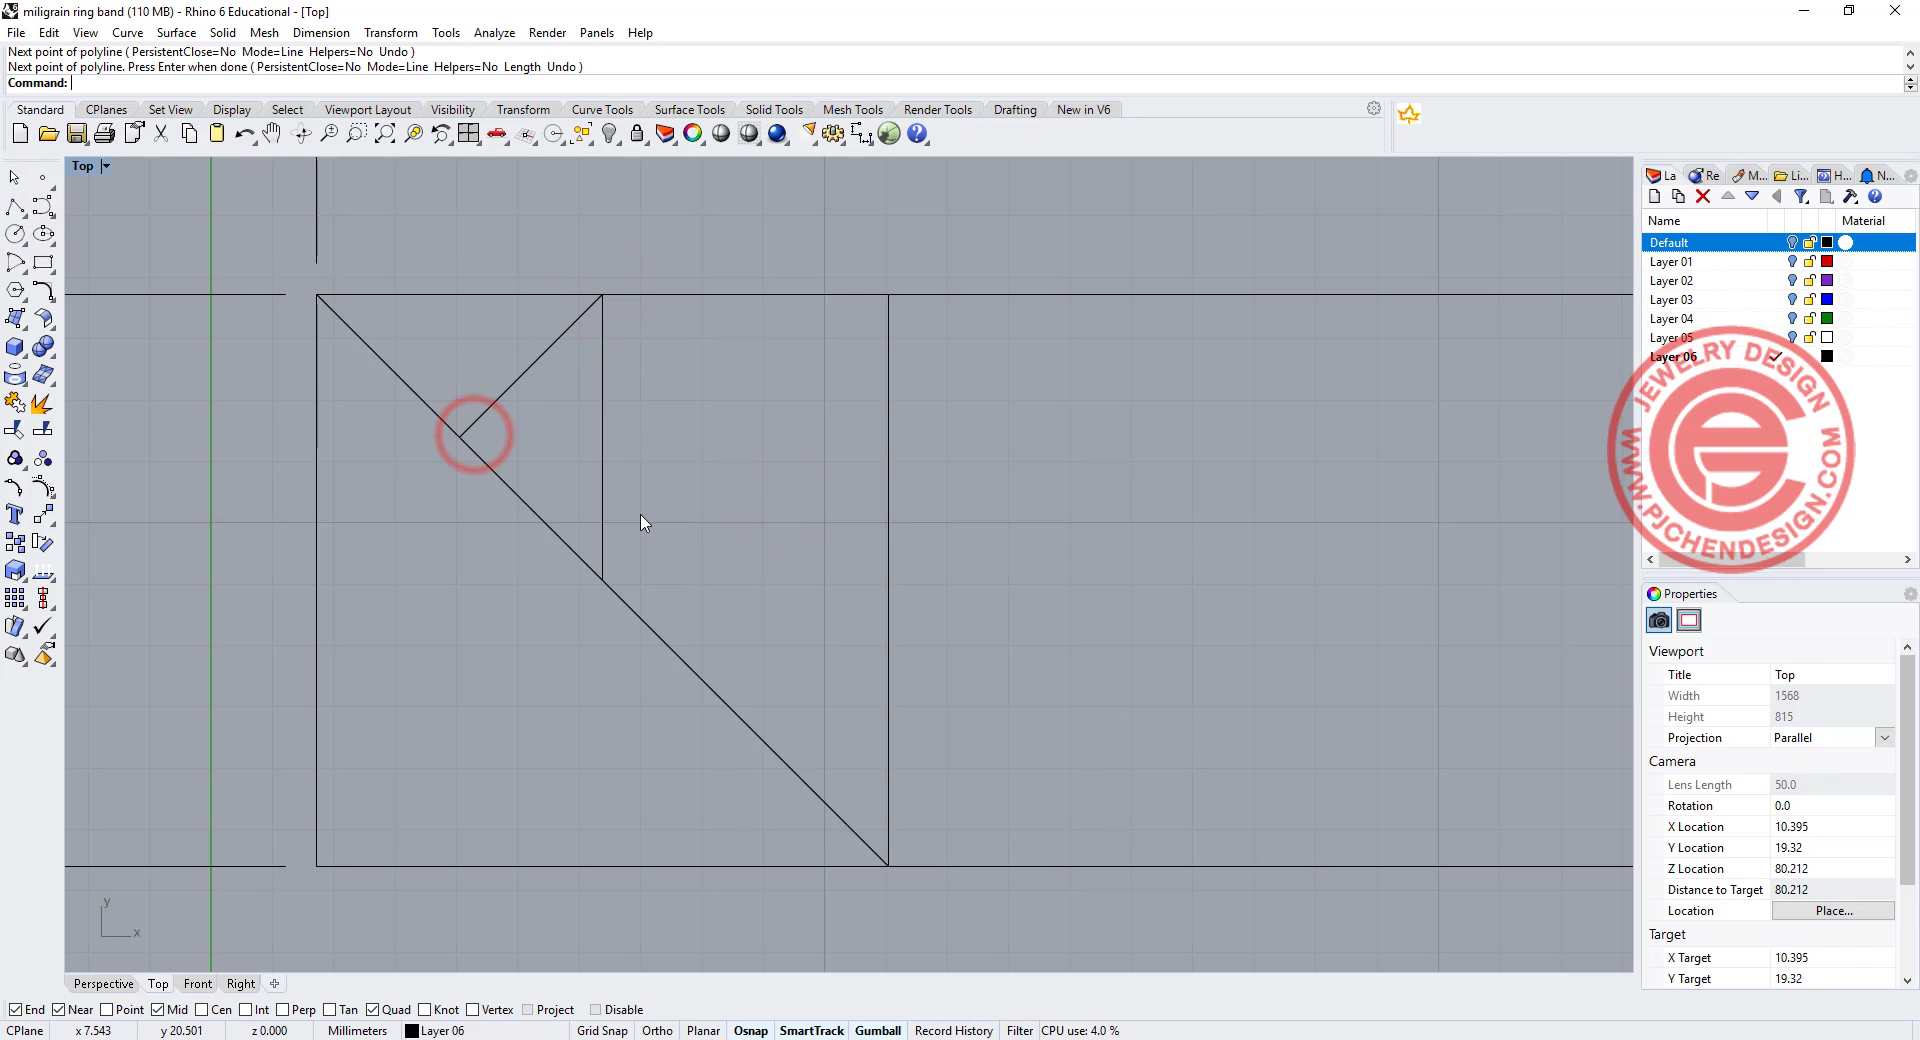 miligrain ring band (110 MB) - Rhino 6 Educational - [Top]
File Edit View Curve Surface Solid Mesh Dimension Transform Tools Analyze Render Panels Help
Next point of polyline ( PersistentClose=No Mode=Line Helpers=No Undo )
Next point of polyline. Press Enter when done ( PersistentClose=No Mode=Line Helpers=No Length Undo )
Command:
Standard CPlanes Set View Display Select Viewport Layout Visibility Transform Curve Tools Surface Tools Solid Tools Mesh Tools Render Tools Drafting New in V6
Top
La Re M... Li... H... N...
Name Material
Default
Layer 01
Layer 02
Layer 03
Layer 04
Layer 05
Layer 06
JEWELRY DESIGN
WWW.PJCHENDESIGN.COM
Properties
Viewport
Title Top
Width 1568
Height 815
Projection Parallel
Camera
Lens Length 50.0
Rotation 0.0
X Location 10.395
Y Location 19.32
Z Location 80.212
Distance to Target 80.212
Location Place...
Target
X Target 10.395
Y Target 19.32
y
x
Perspective Top Front Right
End Near Point Mid Cen Int Perp Tan Quad Knot Vertex Project Disable
CPlane x 7.543 y 20.501 z 0.000 Millimeters Layer 06 Grid Snap Ortho Planar Osnap SmartTrack Gumball Record History Filter CPU use: 4.0 %